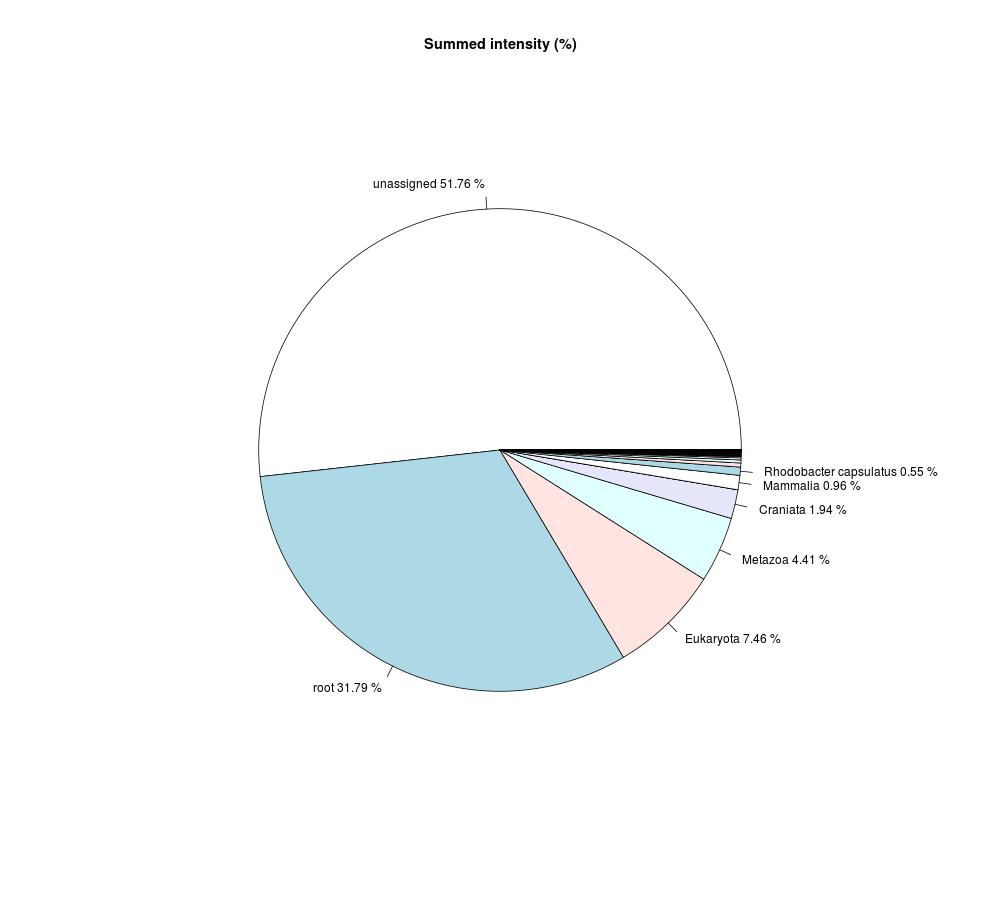 Summed intensity (%)
unassigned 51.76 %
Rhodobacter capsulatus 0.55 %
Mammalia 0.96 %
Craniata 1.94 %
Metazoa 4.41 %
Eukaryota 7.46 %
root 31.79 %